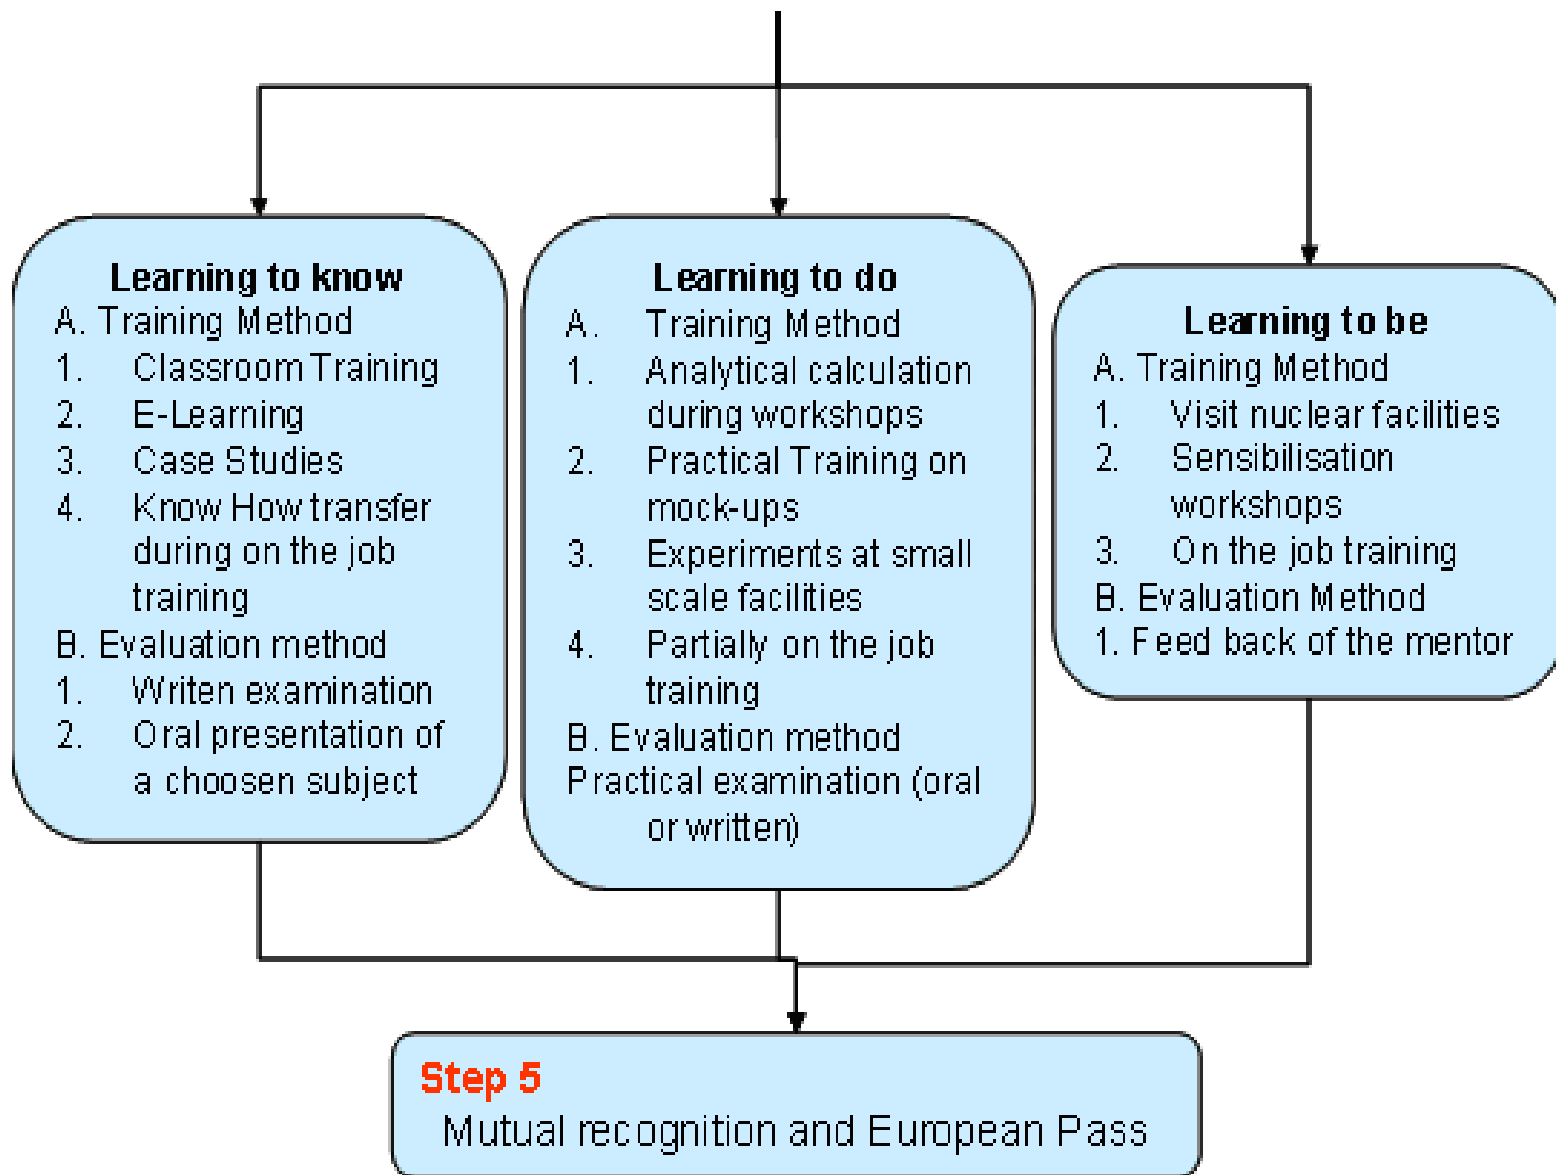 Learning to know
A. Training Method
1. Classroom Training
2. E-Learning
3. Case Studies
4. Know How transfer
during on the job
training
B. Evaluation method
1. Writen examination
2. Oral presentation of
a choosen subject
Learning to do
A. Training Method
1. Analytical calculation
during workshops
2. Practical Training on
mock-ups
3. Experiments at small
scale facilities
4. Partially on the job
training
B. Evaluation method
Practical examination (oral
or written)
Learning to be
A. Training Method
1. Visit nuclear facilities
2. Sensibilisation
workshops
3. On the job training
B. Evaluation Method
1. Feed back of the mentor
Step 5
Mutual recognition and European Pass